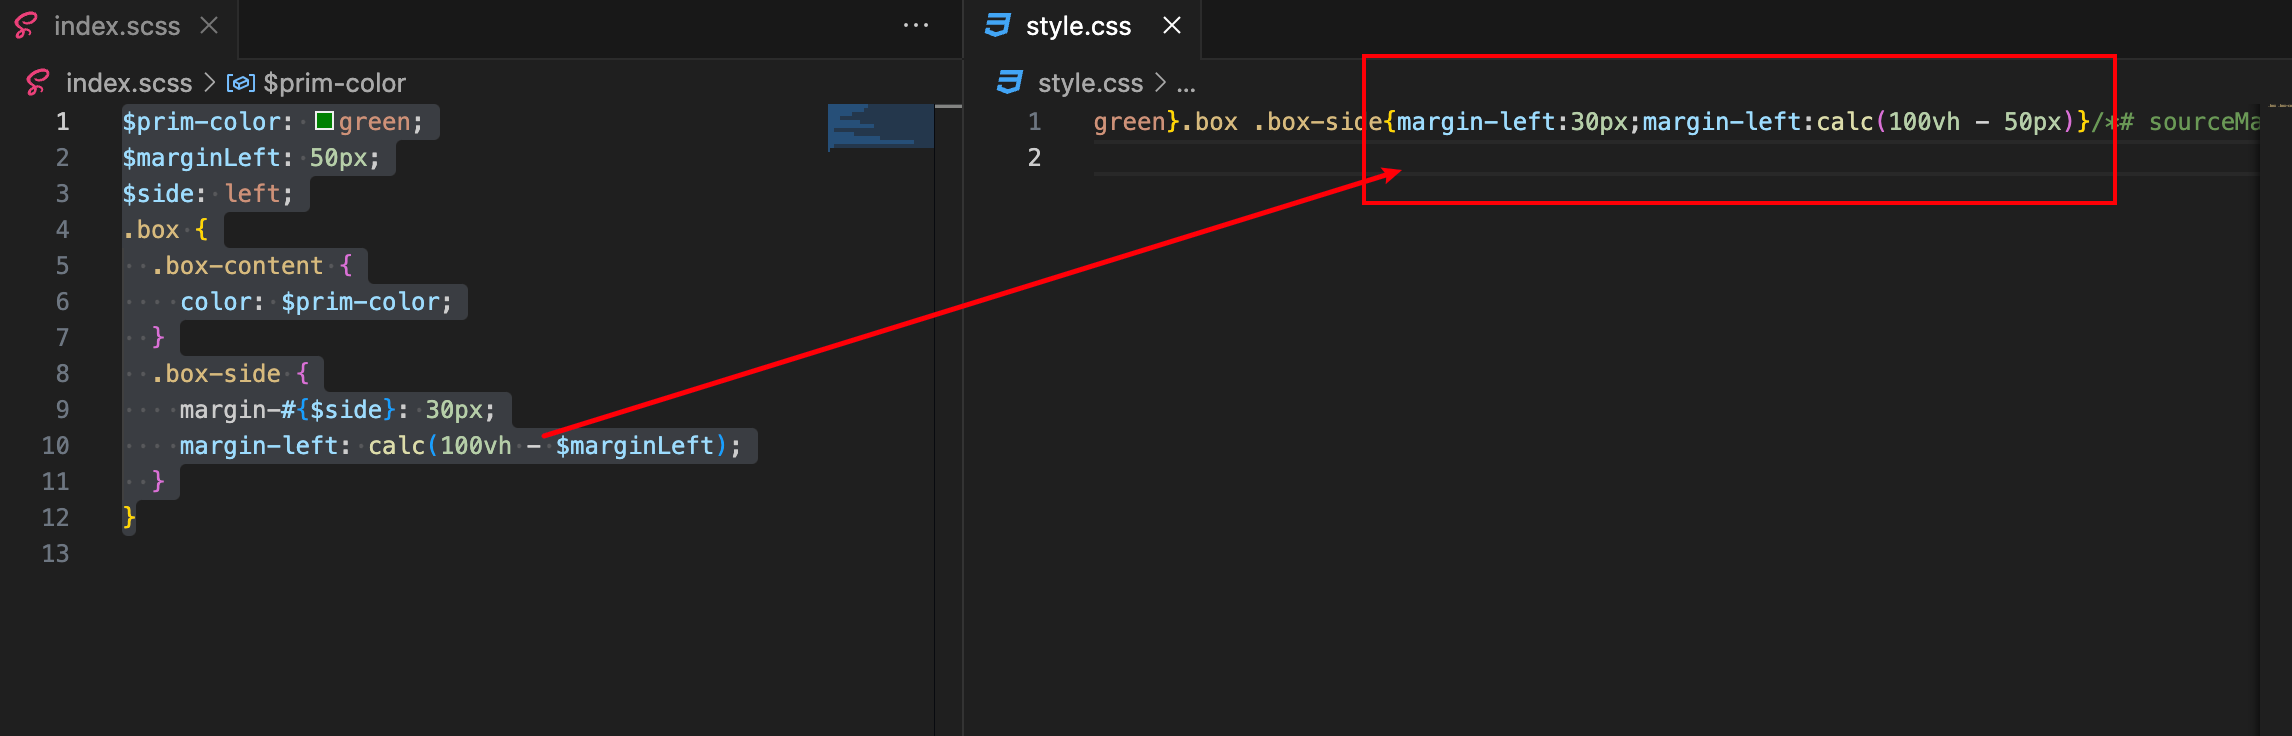 index.scss
index.scss > $prim-color
1 $prim-color: green;
2 $marginLeft: 50px;
3 $side: left;
4 .box {
5 .box-content {
6 color: $prim-color;
7 }
8 .box-side {
9 margin-#{$side}: 30px;
10 margin-left: calc(100vh - $marginLeft);
11 }
12 }
13
style.css
style.css > ...
1 green}.box .box-side{margin-left:30px;margin-left:calc(100vh - 50px)}/*# sourceMa
2